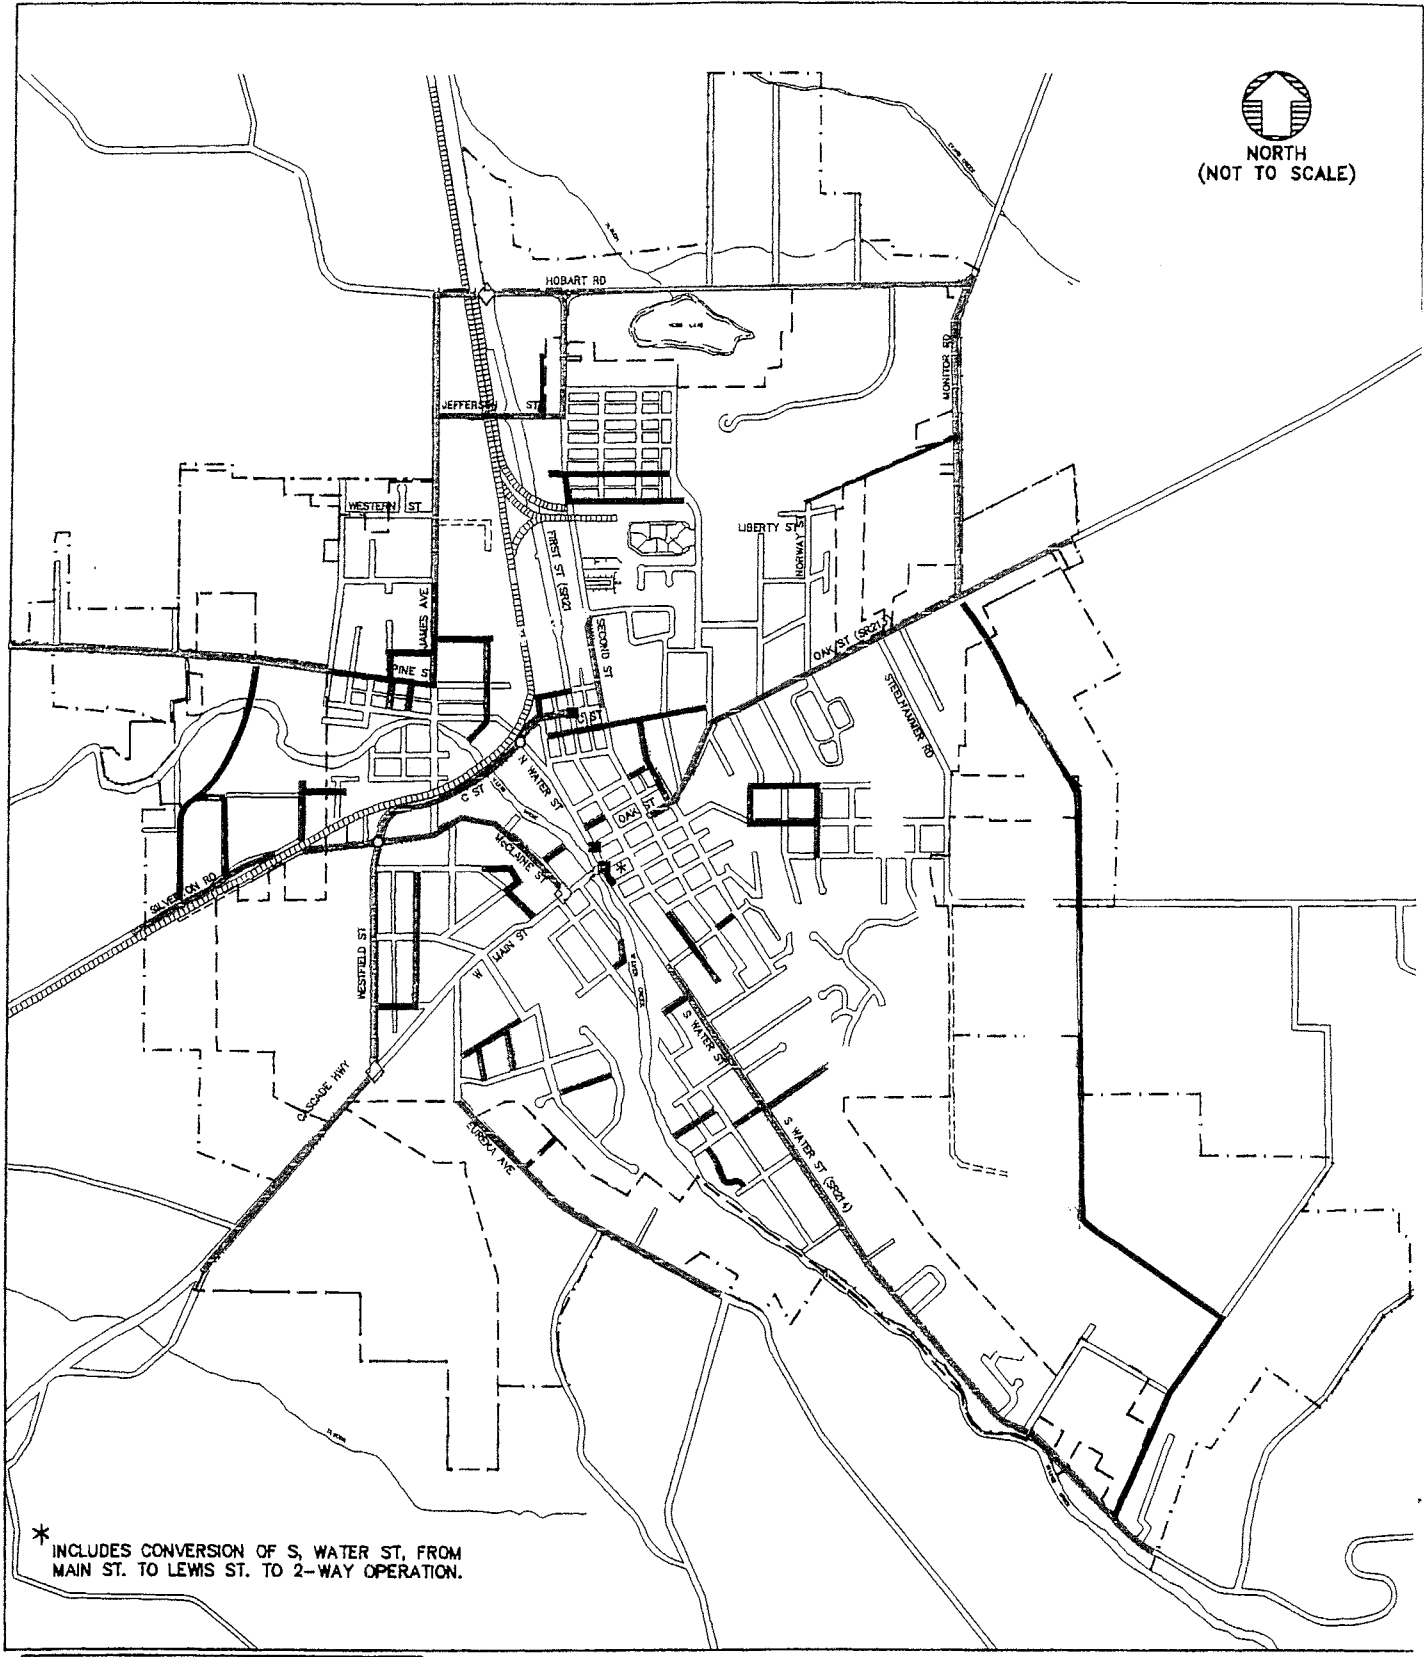 NORTH
(NOT TO SCALE)
HOBART RD
MONITOR RD
JEFFERSON ST
WESTERN ST
LIBERTY ST
NORWAY ST
FIRST ST (SR21
JAMES AVE
SECOND ST
OAK ST (SR213)
PINE S
STEELHAMMER RD
C ST
N WATER ST
C ST
OAK ST
McCLAINE ST
*
SILVERTON RD
W MAIN ST
WESTFIELD ST
S WATER ST
CASCADE HWY
EUREKA AVE
S WATER ST (SR214)
* INCLUDES CONVERSION OF S, WATER ST, FROM
MAIN ST. TO LEWIS ST. TO 2-WAY OPERATION.